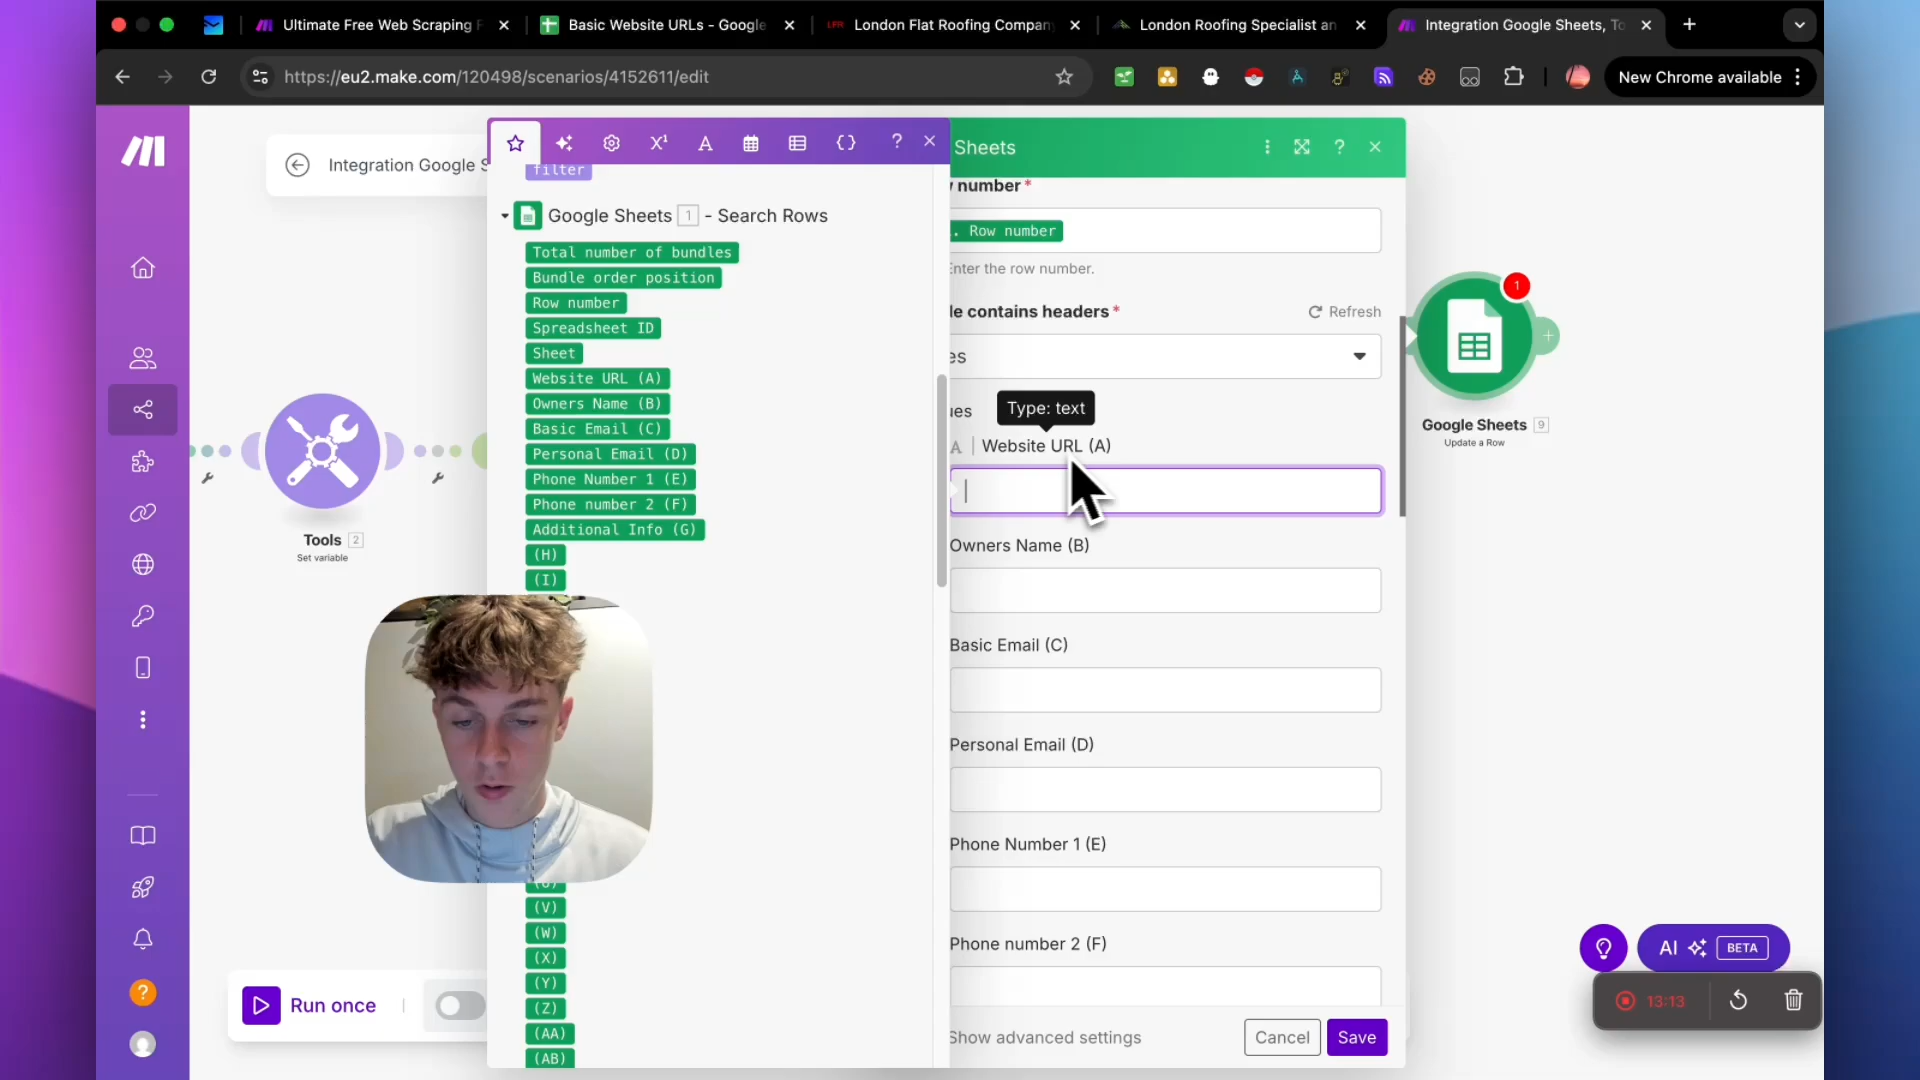 Ultimate Free Web Scraping
Basic Website URLs - Google
LFR
London Flat Roofing Company
London Roofing Specialist an
Integration Google Sheets, To
https://eu2.make.com/120498/scenarios/4152611/edit
New Chrome available
Integration Google S
filter
Google Sheets 1 - Search Rows
Total number of bundles
Bundle order position
Row number
Spreadsheet ID
Sheet
Website URL (A)
Owners Name (B)
Basic Email (C)
Personal Email (D)
Phone Number 1 (E)
Phone number 2 (F)
Additional Info (G)
(H)
(I)
(V)
(W)
(X)
(Y)
(Z)
(AA)
(AB)
Tools 2
Set variable
Run once
Sheets
number *
. Row number
Enter the row number.
le contains headers *
Refresh
es
ues
Type: text
A | Website URL (A)
Owners Name (B)
Basic Email (C)
Personal Email (D)
Phone Number 1 (E)
Phone number 2 (F)
Show advanced settings
Cancel
Save
1
Google Sheets 9
Update a Row
AI BETA
13:13